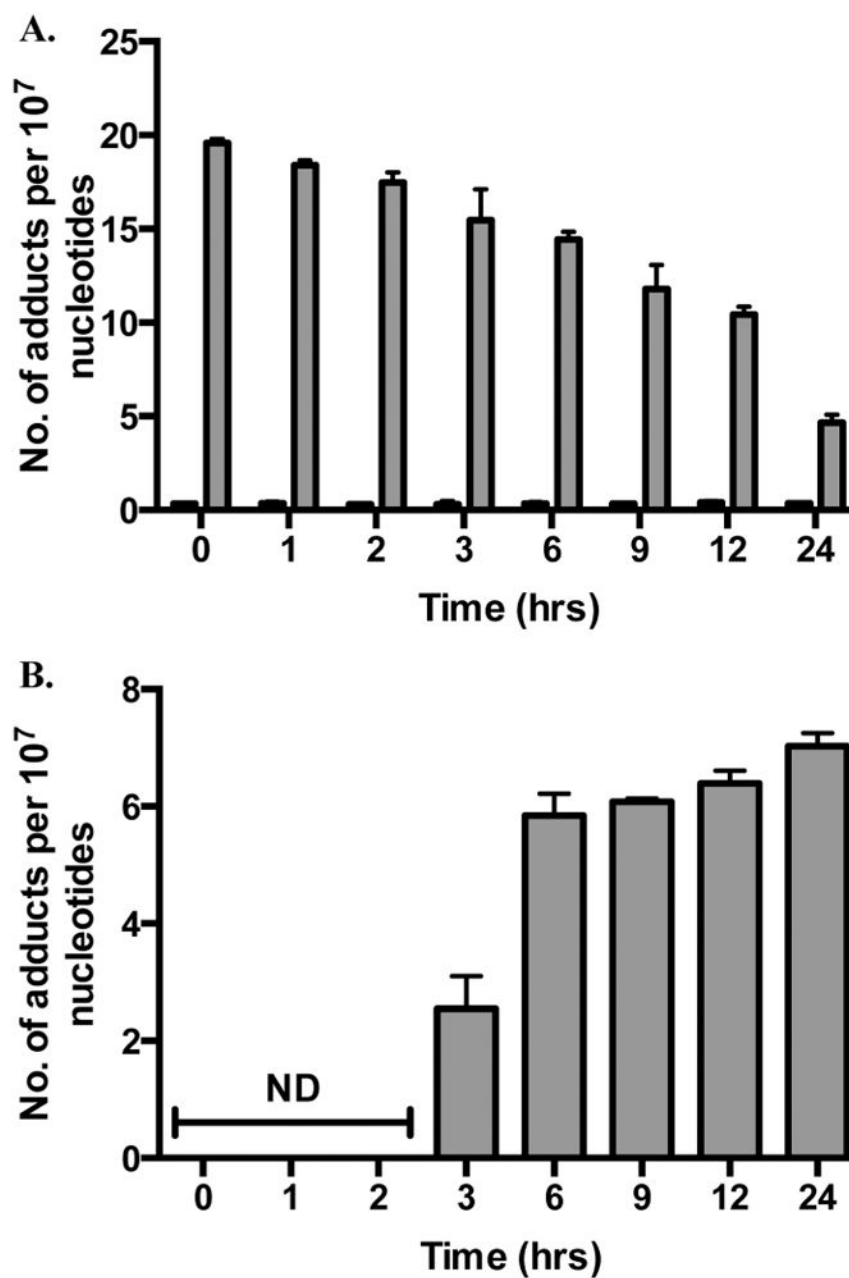 A.
No. of adducts per 10⁷
nucleotides
25
20
15
10
5
0
0 1 2 3 6 9 12 24
Time (hrs)
B.
No. of adducts per 10⁷
nucleotides
8
6
4
2
0
ND
0 1 2 3 6 9 12 24
Time (hrs)